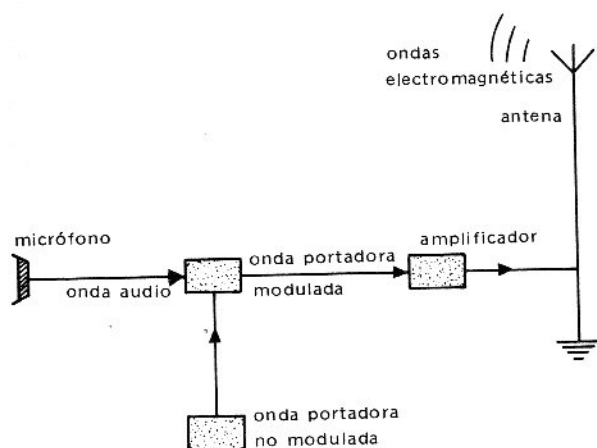 ondas
electromagnéticas
antena
micrófono
onda audio
onda portadora
modulada
amplificador
onda portadora
no modulada